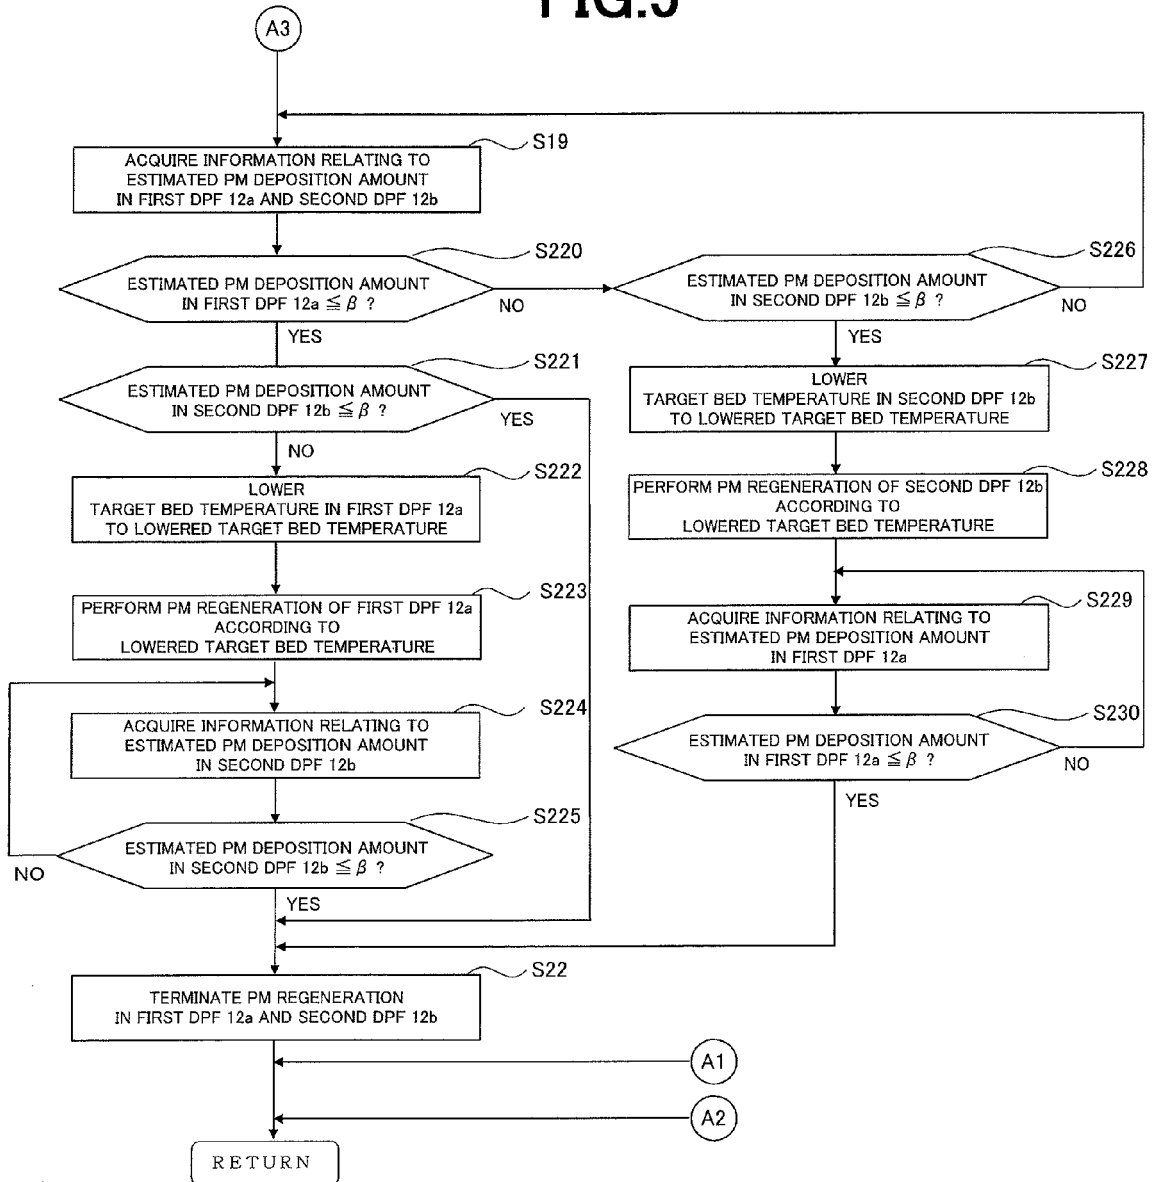 FIG.5
A3
S19
ACQUIRE INFORMATION RELATING TO
ESTIMATED PM DEPOSITION AMOUNT
IN FIRST DPF 12a AND SECOND DPF 12b
S220
ESTIMATED PM DEPOSITION AMOUNT
IN FIRST DPF 12a ≦ β ?
NO
YES
S226
ESTIMATED PM DEPOSITION AMOUNT
IN SECOND DPF 12b ≦ β ?
NO
YES
S221
ESTIMATED PM DEPOSITION AMOUNT
IN SECOND DPF 12b ≦ β ?
YES
NO
S227
LOWER
TARGET BED TEMPERATURE IN SECOND DPF 12b
TO LOWERED TARGET BED TEMPERATURE
S222
LOWER
TARGET BED TEMPERATURE IN FIRST DPF 12a
TO LOWERED TARGET BED TEMPERATURE
S228
PERFORM PM REGENERATION OF SECOND DPF 12b
ACCORDING TO
LOWERED TARGET BED TEMPERATURE
S223
PERFORM PM REGENERATION OF FIRST DPF 12a
ACCORDING TO
LOWERED TARGET BED TEMPERATURE
S229
ACQUIRE INFORMATION RELATING TO
ESTIMATED PM DEPOSITION AMOUNT
IN FIRST DPF 12a
S224
ACQUIRE INFORMATION RELATING TO
ESTIMATED PM DEPOSITION AMOUNT
IN SECOND DPF 12b
S230
ESTIMATED PM DEPOSITION AMOUNT
IN FIRST DPF 12a ≦ β ?
NO
YES
S225
ESTIMATED PM DEPOSITION AMOUNT
IN SECOND DPF 12b ≦ β ?
NO
YES
S22
TERMINATE PM REGENERATION
IN FIRST DPF 12a AND SECOND DPF 12b
A1
A2
RETURN